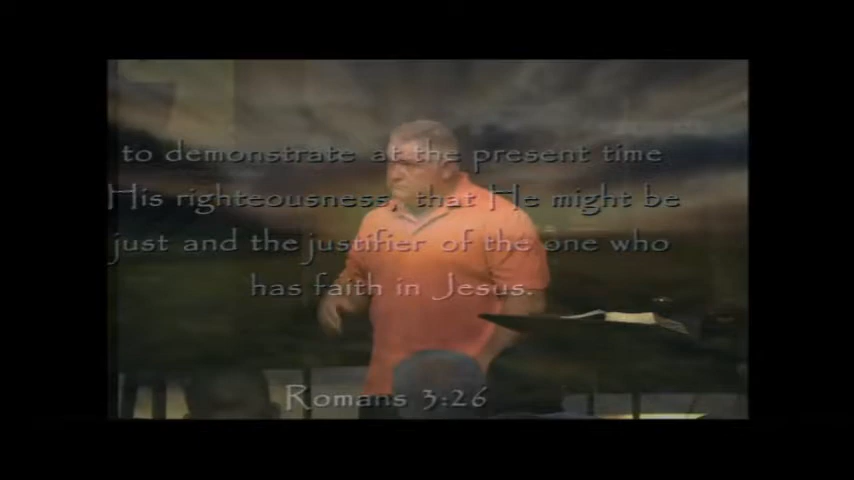 to demonstrate at the present time
His righteousness, that He might be
just and the justifier of the one who
has faith in Jesus.
Romans 3:26